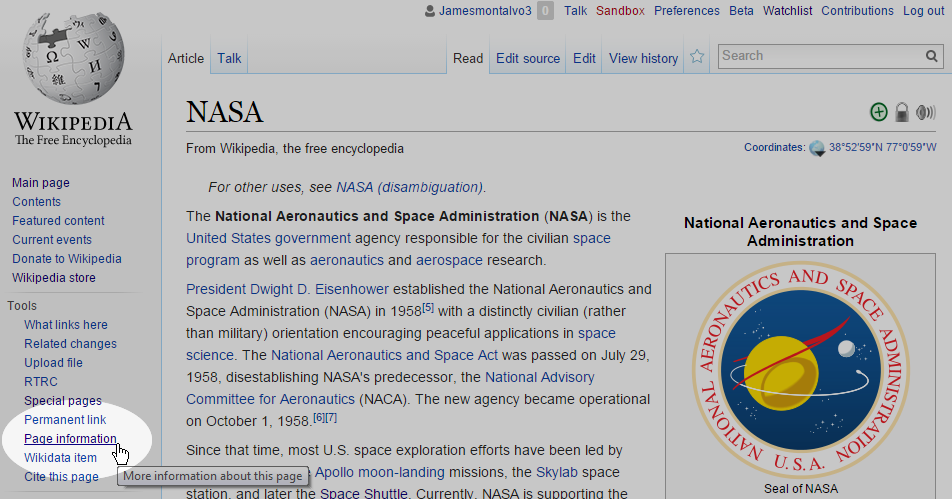 Jamesmontalvo3 0 Talk Sandbox Preferences Beta Watchlist Contributions Log out
WIKIPEDIA
The Free Encyclopedia
Article Talk Read Edit source Edit View history Search
Main page
Contents
Featured content
Current events
Donate to Wikipedia
Wikipedia store
Tools
What links here
Related changes
Upload file
RTRC
Special pages
Permanent link
Page information
Wikidata item
Cite this page
More information about this page
NASA
From Wikipedia, the free encyclopedia
Coordinates: 38°52′59″N 77°0′59″W
For other uses, see NASA (disambiguation).
The National Aeronautics and Space Administration (NASA) is the
United States government agency responsible for the civilian space
program as well as aeronautics and aerospace research.
President Dwight D. Eisenhower established the National Aeronautics and
Space Administration (NASA) in 1958[5] with a distinctly civilian (rather
than military) orientation encouraging peaceful applications in space
science. The National Aeronautics and Space Act was passed on July 29,
1958, disestablishing NASA's predecessor, the National Advisory
Committee for Aeronautics (NACA). The new agency became operational
on October 1, 1958.[6][7]
Since that time, most U.S. space exploration efforts have been led by
Apollo moon-landing missions, the Skylab space
station, and later the Space Shuttle. Currently, NASA is supporting the
National Aeronautics and Space
Administration
NATIONAL AERONAUTICS AND SPACE ADMINISTRATION
U.S.A.
Seal of NASA